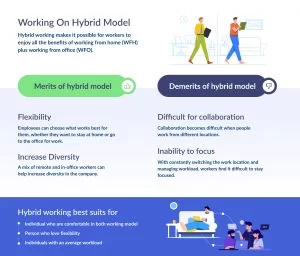 Working On Hybrid Model
Hybrid working makes it possible for workers to
enjoy all the benefits of working from home (WFH)
plus working from office (WFO).
Merits of hybrid model
Demerits of hybrid model
Flexibility
Employees can choose what works best for
them, whether they want to stay at home or go
to the office for work.
Increase Diversity
A mix of remote and in-office workers can
help increase diversity in the company.
Difficult for collaboration
Collaboration becomes difficult when people
work from different locations.
Inability to focus
With constantly switching the work location and
managing workload, workers find it difficult to stay
focused.
Hybrid working best suits for
Individual who are comfortable in both working model
Person who love flexibility
Individuals with an average workload